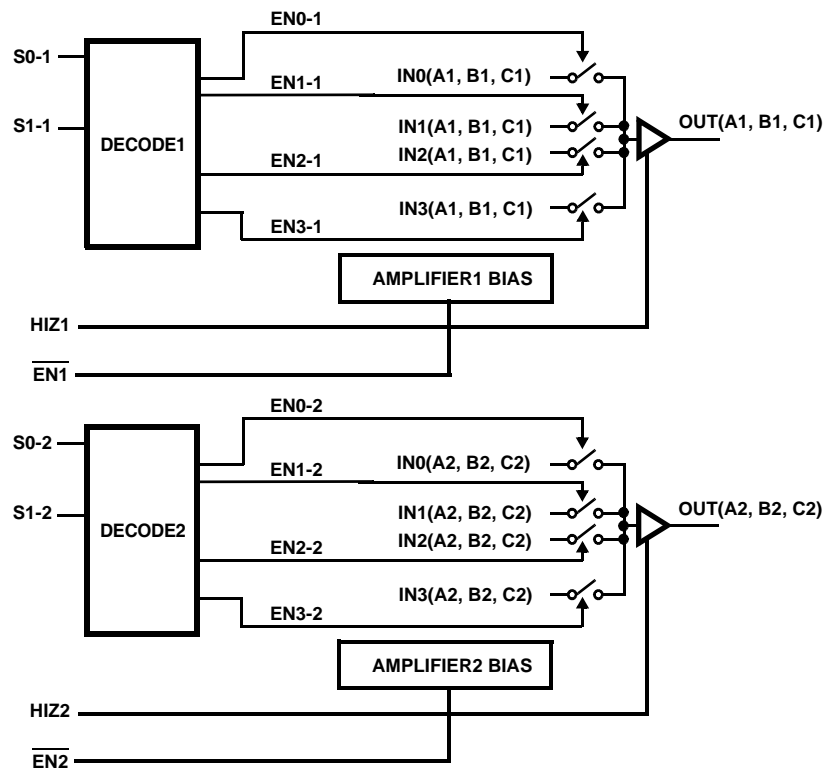 EN0-1
S0-1
IN0(A1, B1, C1)
EN1-1
OUT(A1, B1, C1)
S1-1
IN1(A1, B1, C1)
DECODE1
IN2(A1, B1, C1)
EN2-1
IN3(A1, B1, C1)
EN3-1
AMPLIFIER1 BIAS
HIZ1
EN1
EN0-2
S0-2
IN0(A2, B2, C2)
EN1-2
OUT(A2, B2, C2)
S1-2
IN1(A2, B2, C2)
DECODE2
IN2(A2, B2, C2)
EN2-2
IN3(A2, B2, C2)
EN3-2
AMPLIFIER2 BIAS
HIZ2
EN2